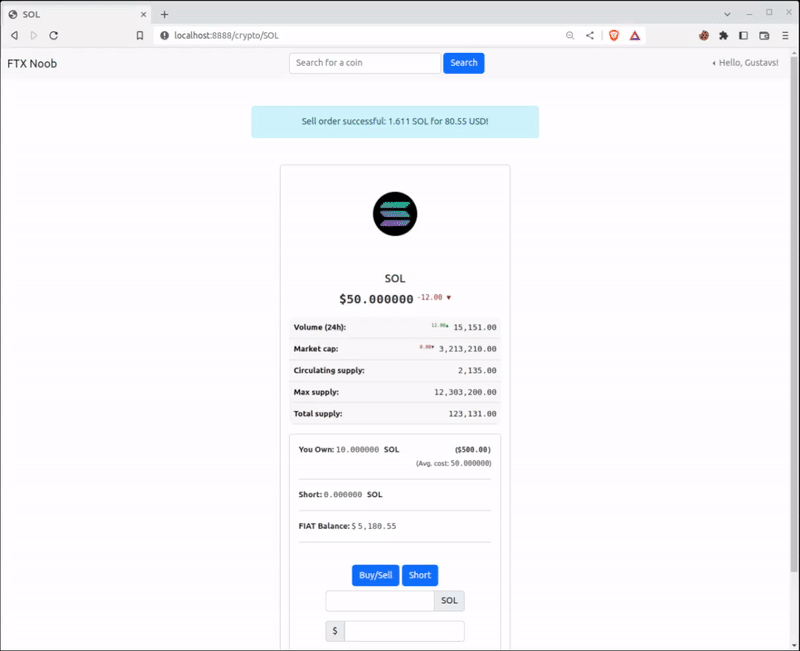 SOL
localhost:8888/crypto/SOL
FTX Noob
Search for a coin
Search
Hello, Gustavs!
Sell order successful: 1.611 SOL for 80.55 USD!
SOL
$50.000000 -12.00 ▼
Volume (24h): 12.00▲ 15,151.00
Market cap: 0.00▼ 3,213,210.00
Circulating supply: 2,135.00
Max supply: 12,303,200.00
Total supply: 123,131.00
You Own: 10.000000 SOL ($500.00)
(Avg. cost: 50.000000)
Short: 0.000000 SOL
FIAT Balance: $ 5,180.55
Buy/Sell Short
SOL
$